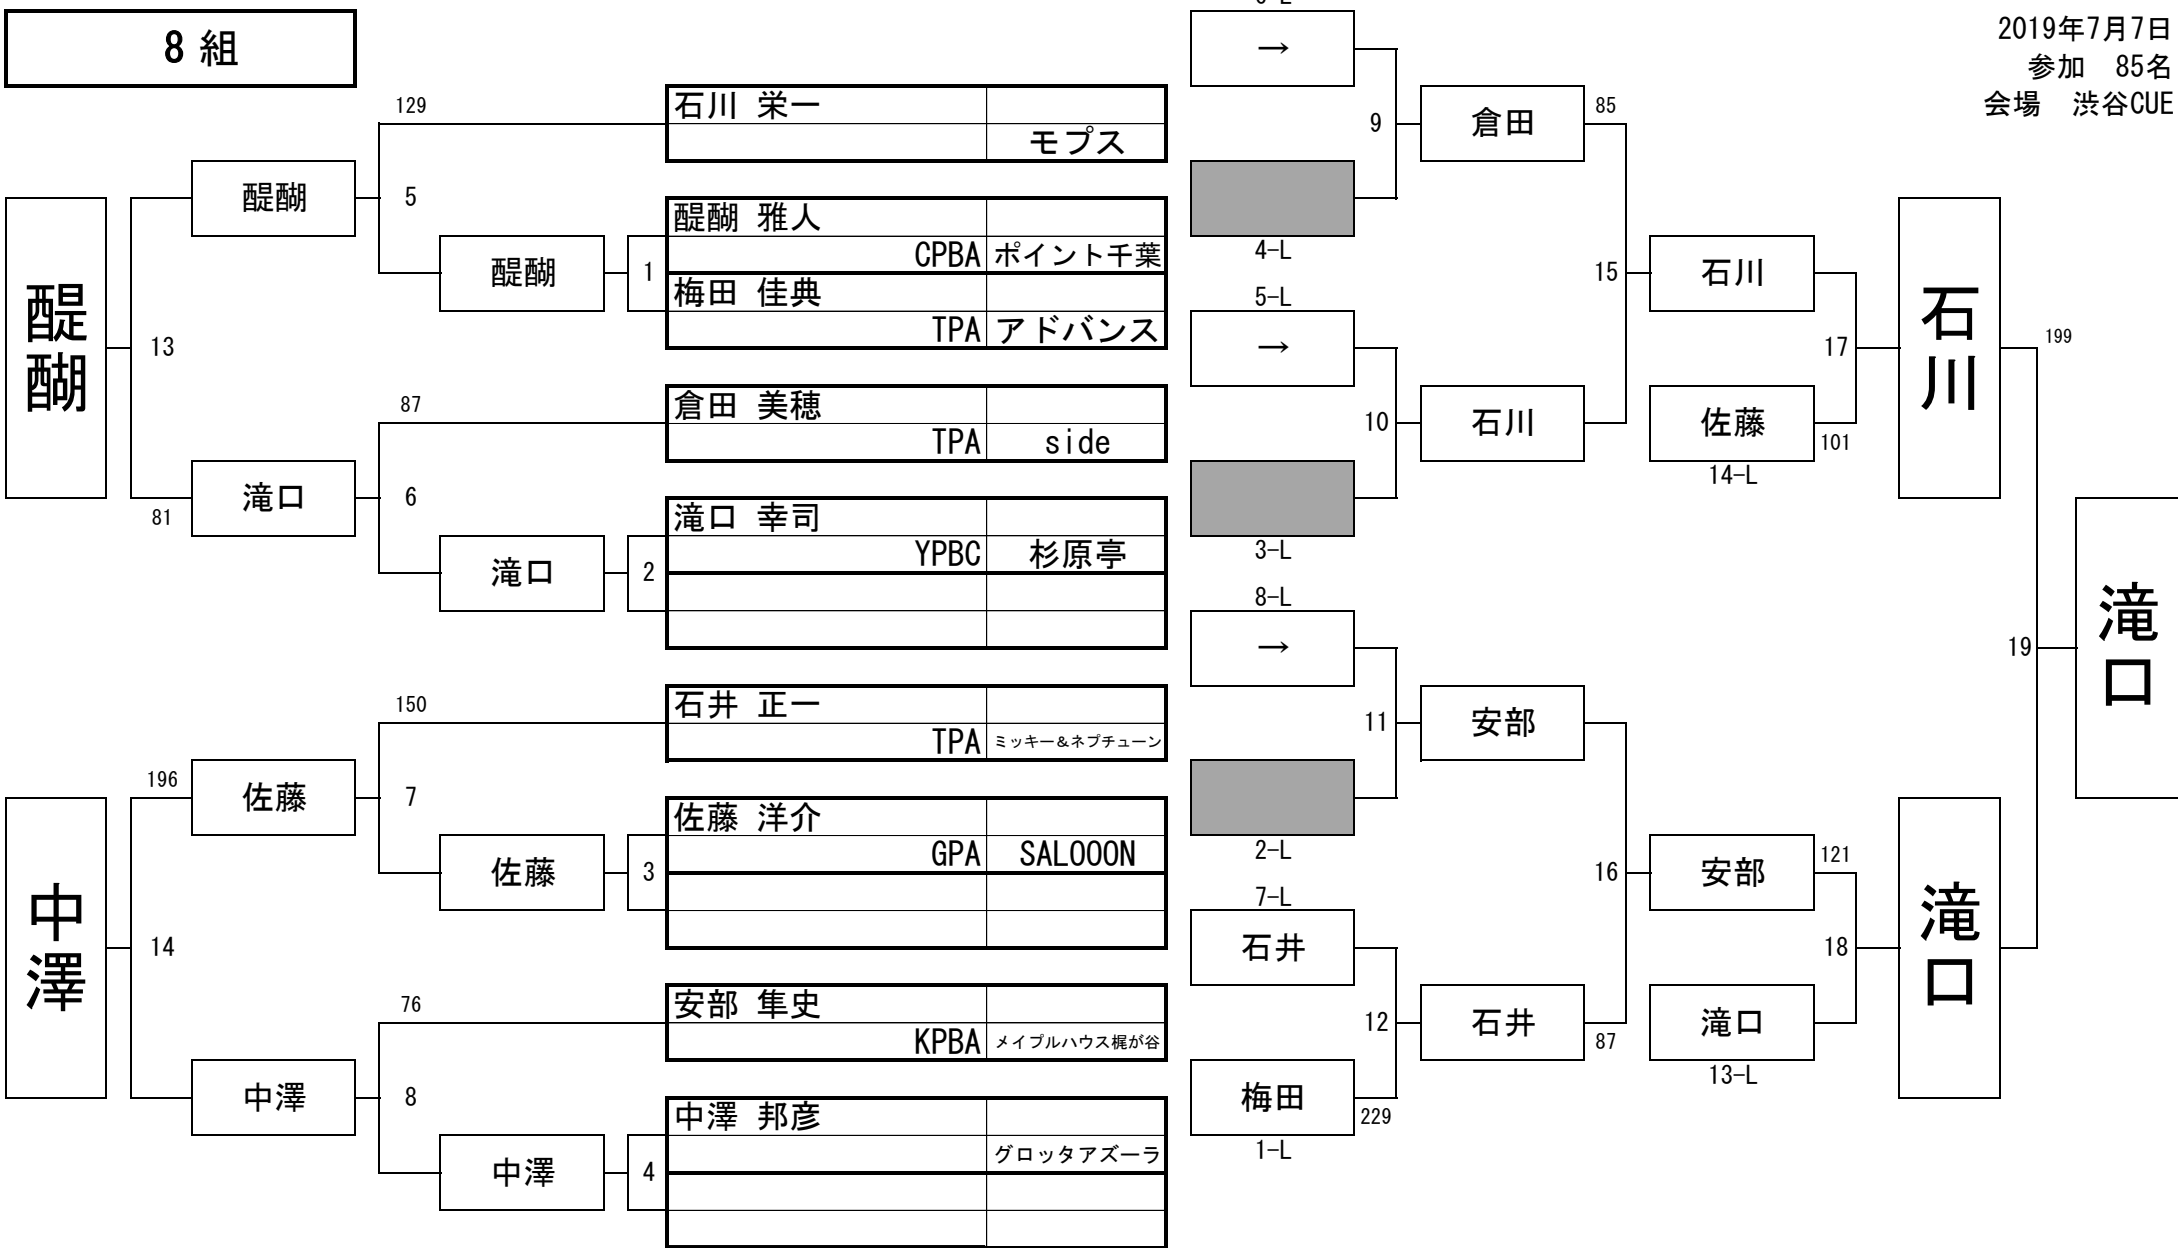 8 組
2019年7月7日
参加　85名
会場　渋谷CUE
129
石川 栄一
モプス
醍醐
5
醍醐 雅人
CPBA ポイント千葉
醍醐
1
梅田 佳典
TPA アドバンス
醍醐
13
87
倉田 美穂
TPA side
滝口
81
6
滝口 幸司
YPBC 杉原亭
滝口
2
150
石井 正一
TPA ミッキー&ネプチューン
196
佐藤
7
佐藤 洋介
GPA SALOOON
佐藤
3
中澤
14
76
安部 隼史
KPBA メイプルハウス梶が谷
中澤
8
中澤 邦彦
グロッタアズーラ
中澤
4
→
9
倉田
85
4-L
5-L
→
10
石川
3-L
15
石川
17
佐藤
101
14-L
石川
199
8-L
→
11
安部
2-L
7-L
石井
12
石井
87
梅田
229
1-L
16
安部
121
18
滝口
13-L
滝口
19
滝口